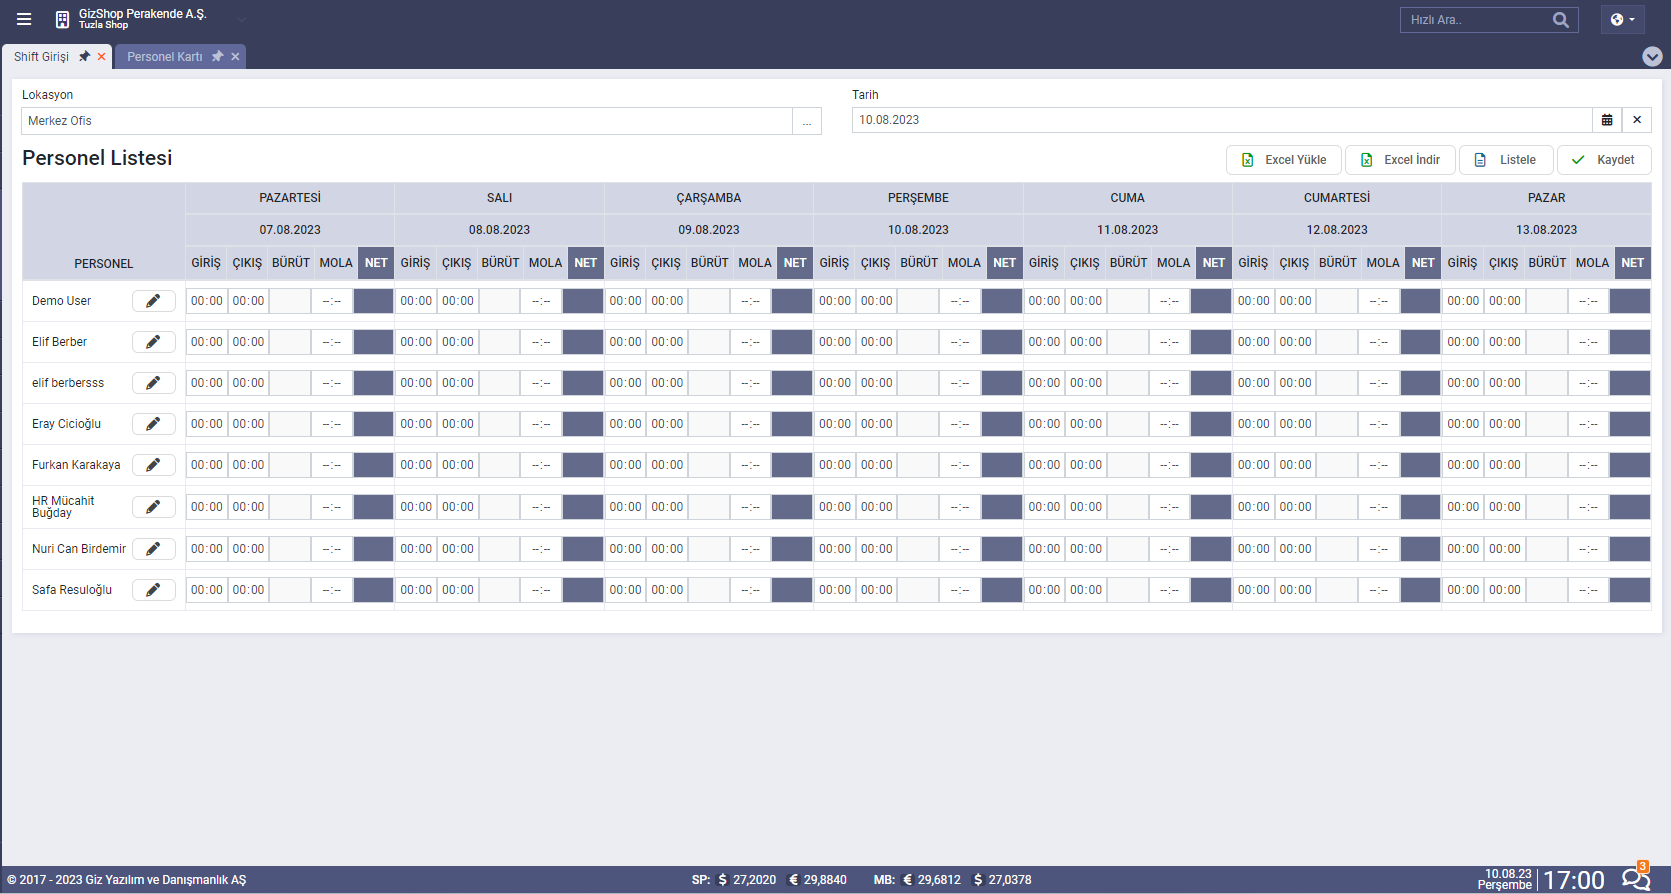 GizShop Perakende A.Ş.
Tuzla Shop
Hızlı Ara..
Shift Girişi
Personel Kartı
Lokasyon
Tarih
Merkez Ofis
...
10.08.2023
Personel Listesi
Excel Yükle
Excel İndir
Listele
Kaydet
PAZARTESİ SALI ÇARŞAMBA PERŞEMBE CUMA CUMARTESİ PAZAR
07.08.2023 08.08.2023 09.08.2023 10.08.2023 11.08.2023 12.08.2023 13.08.2023
PERSONEL GİRİŞ ÇIKIŞ BÜRÜT MOLA NET GİRİŞ ÇIKIŞ BÜRÜT MOLA NET GİRİŞ ÇIKIŞ BÜRÜT MOLA NET GİRİŞ ÇIKIŞ BÜRÜT MOLA NET GİRİŞ ÇIKIŞ BÜRÜT MOLA NET GİRİŞ ÇIKIŞ BÜRÜT MOLA NET GİRİŞ ÇIKIŞ BÜRÜT MOLA NET
Demo User 00:00 00:00 --:-- 00:00 00:00 --:-- 00:00 00:00 --:-- 00:00 00:00 --:-- 00:00 00:00 --:-- 00:00 00:00 --:-- 00:00 00:00 --:--
Elif Berber 00:00 00:00 --:-- 00:00 00:00 --:-- 00:00 00:00 --:-- 00:00 00:00 --:-- 00:00 00:00 --:-- 00:00 00:00 --:-- 00:00 00:00 --:--
elif berbersss 00:00 00:00 --:-- 00:00 00:00 --:-- 00:00 00:00 --:-- 00:00 00:00 --:-- 00:00 00:00 --:-- 00:00 00:00 --:-- 00:00 00:00 --:--
Eray Cicioğlu 00:00 00:00 --:-- 00:00 00:00 --:-- 00:00 00:00 --:-- 00:00 00:00 --:-- 00:00 00:00 --:-- 00:00 00:00 --:-- 00:00 00:00 --:--
Furkan Karakaya 00:00 00:00 --:-- 00:00 00:00 --:-- 00:00 00:00 --:-- 00:00 00:00 --:-- 00:00 00:00 --:-- 00:00 00:00 --:-- 00:00 00:00 --:--
HR Mücahit
Buğday 00:00 00:00 --:-- 00:00 00:00 --:-- 00:00 00:00 --:-- 00:00 00:00 --:-- 00:00 00:00 --:-- 00:00 00:00 --:-- 00:00 00:00 --:--
Nuri Can Birdemir 00:00 00:00 --:-- 00:00 00:00 --:-- 00:00 00:00 --:-- 00:00 00:00 --:-- 00:00 00:00 --:-- 00:00 00:00 --:-- 00:00 00:00 --:--
Safa Resuloğlu 00:00 00:00 --:-- 00:00 00:00 --:-- 00:00 00:00 --:-- 00:00 00:00 --:-- 00:00 00:00 --:-- 00:00 00:00 --:-- 00:00 00:00 --:--
© 2017 - 2023 Giz Yazılım ve Danışmanlık AŞ
SP: $ 27,2020 € 29,8840 MB: € 29,6812 $ 27,0378
10.08.23
Perşembe
17:00
3